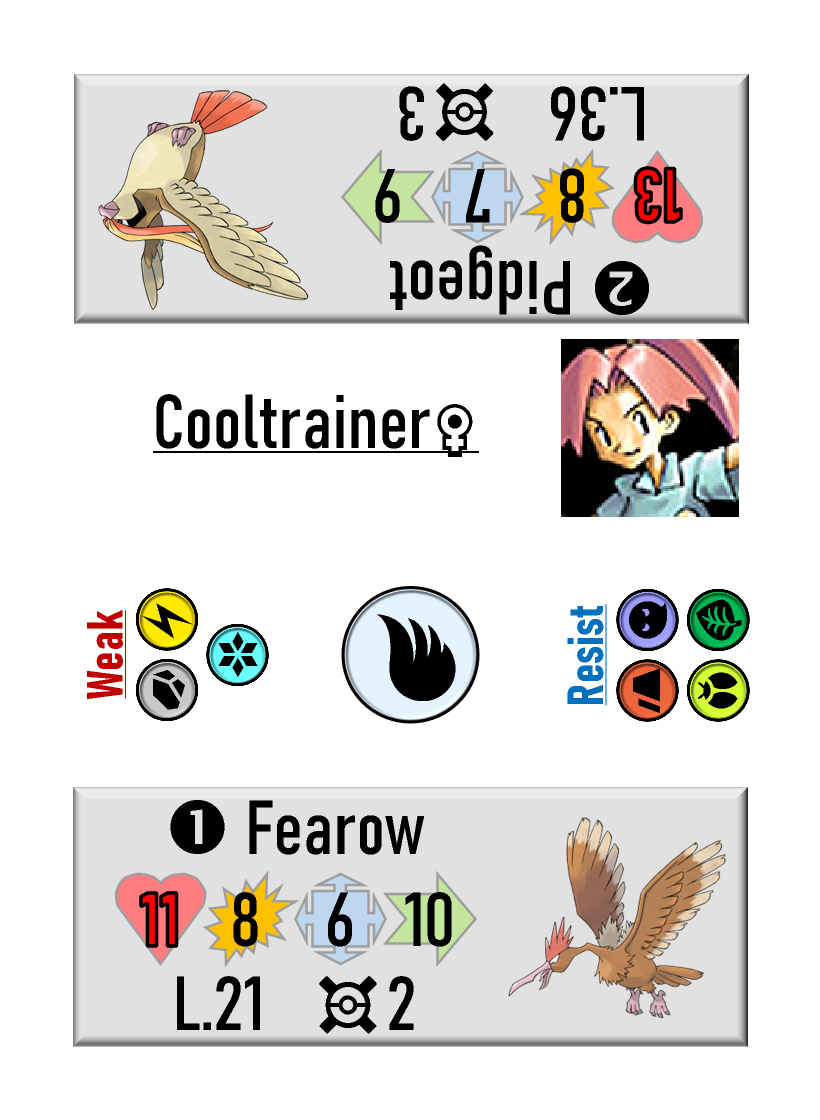 ❷ Pidgeot
13 8 7 9
L.36 3
Cooltrainer♀
Weak
Resist
❶ Fearow
11 8 6 10
L.21 2